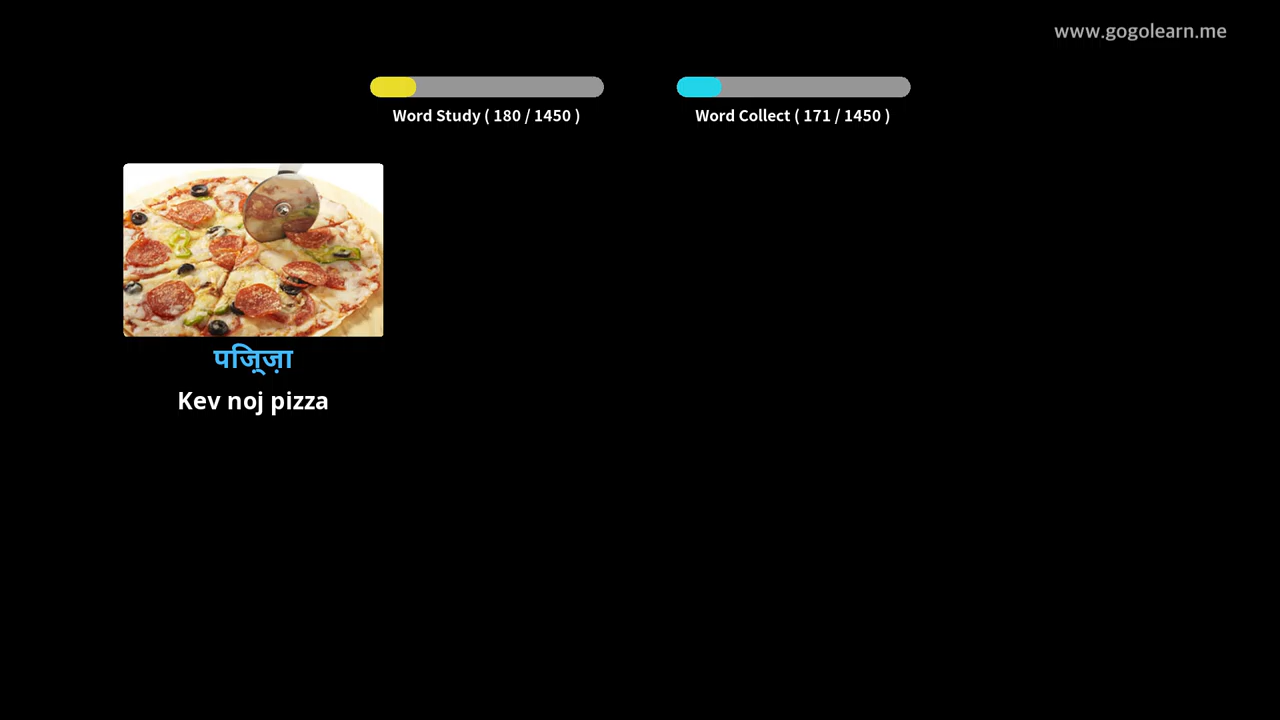 www.gogolearn.me
Word Study ( 180 / 1450 )
Word Collect ( 171 / 1450 )
पजि़्ज़ा
Kev noj pizza